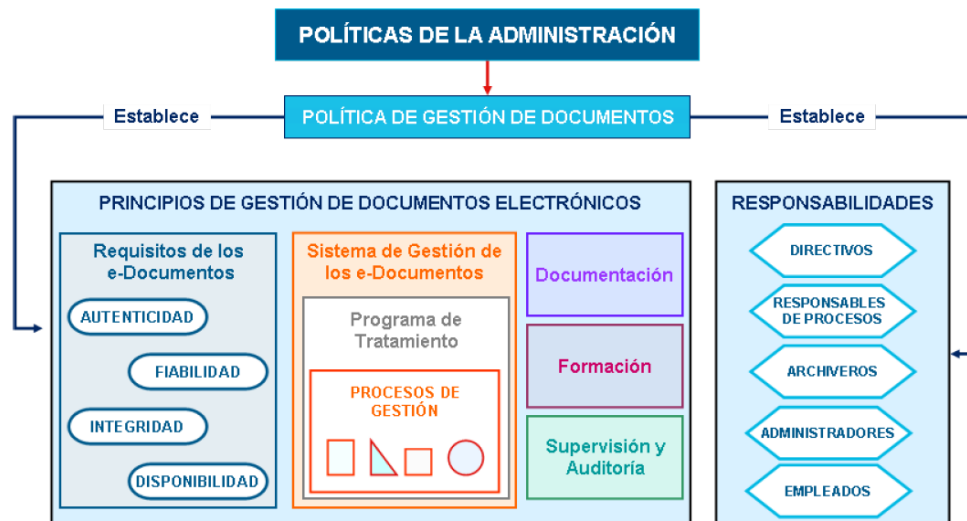 POLÍTICAS DE LA ADMINISTRACIÓN
Establece
POLÍTICA DE GESTIÓN DE DOCUMENTOS
Establece
PRINCIPIOS DE GESTIÓN DE DOCUMENTOS ELECTRÓNICOS
Requisitos de los
e-Documentos
AUTENTICIDAD
FIABILIDAD
INTEGRIDAD
DISPONIBILIDAD
Sistema de Gestión de
los e-Documentos
Programa de
Tratamiento
PROCESOS DE
GESTIÓN
Documentación
Formación
Supervisión y
Auditoría
RESPONSABILIDADES
DIRECTIVOS
RESPONSABLES
DE PROCESOS
ARCHIVEROS
ADMINISTRADORES
EMPLEADOS